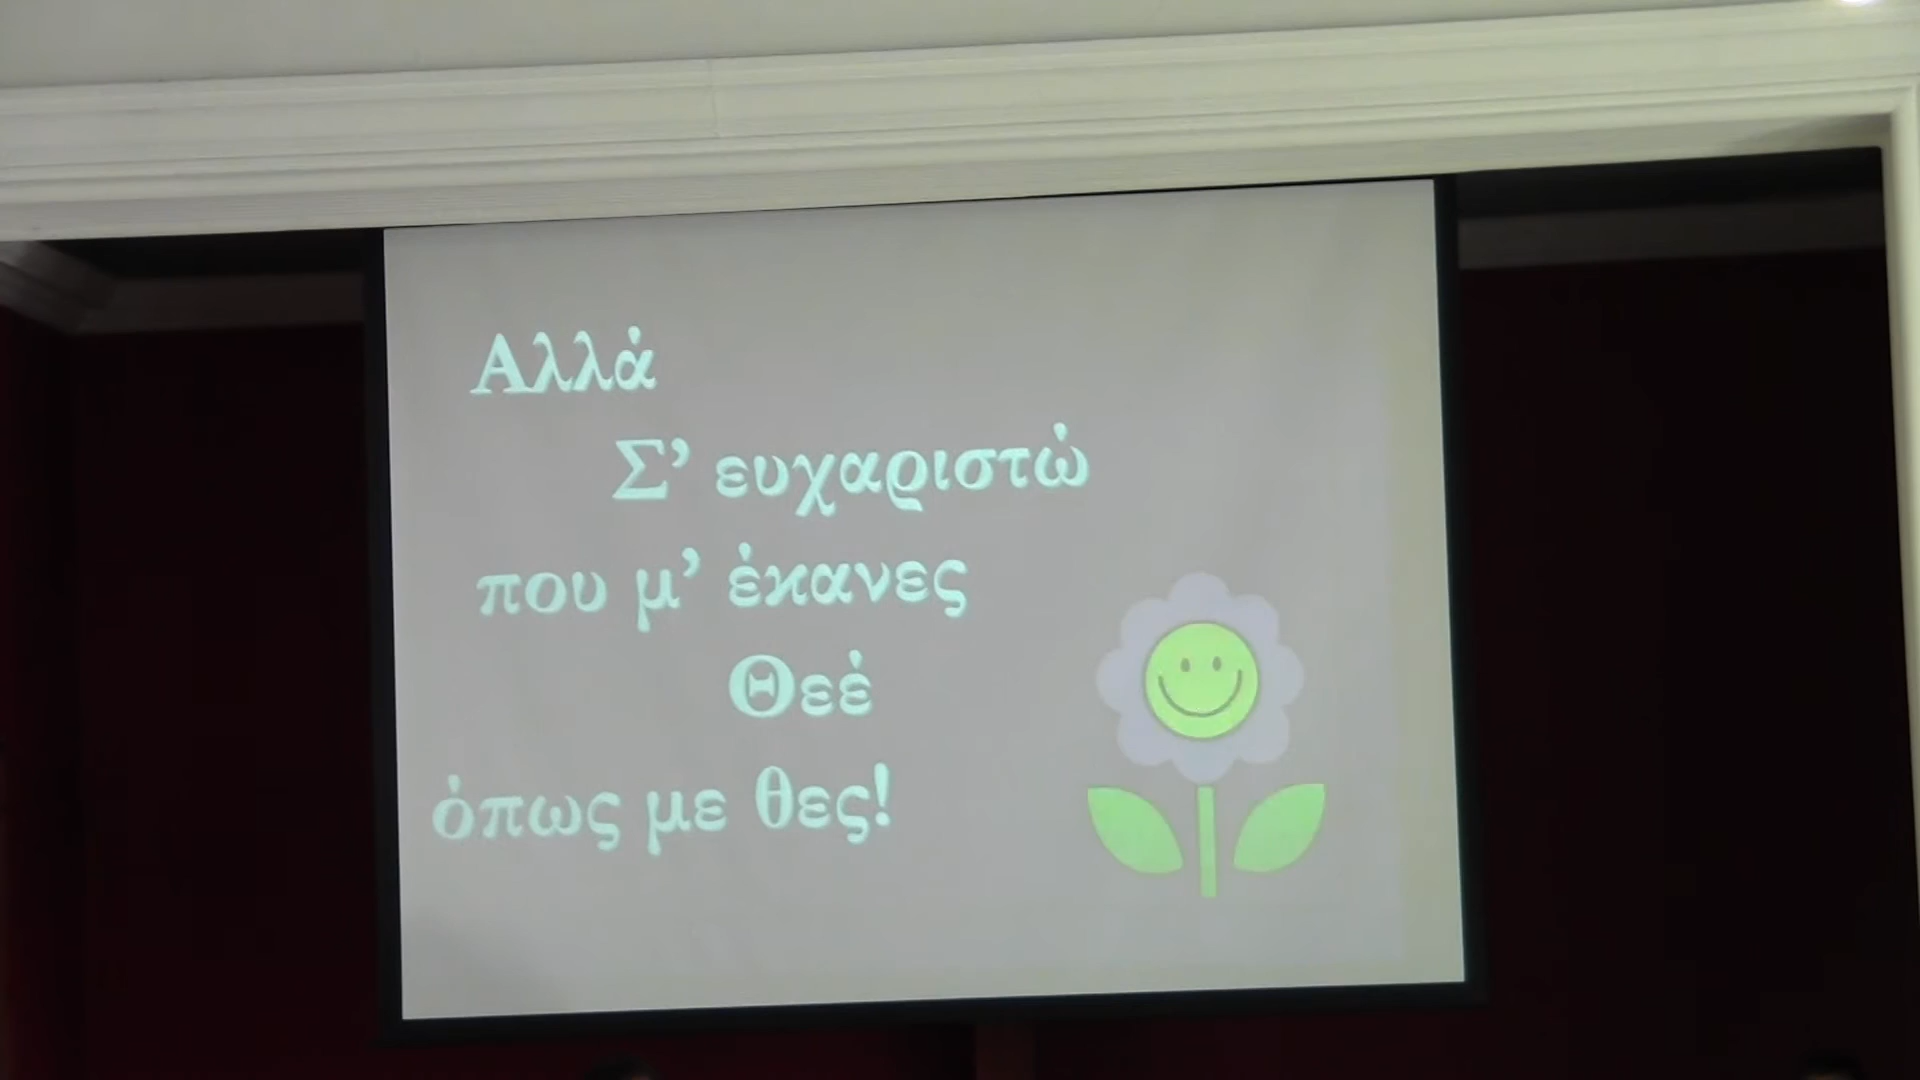 Αλλά
Σ’ ευχαριστώ
που μ’ έκανες
Θεέ
όπως με θες!